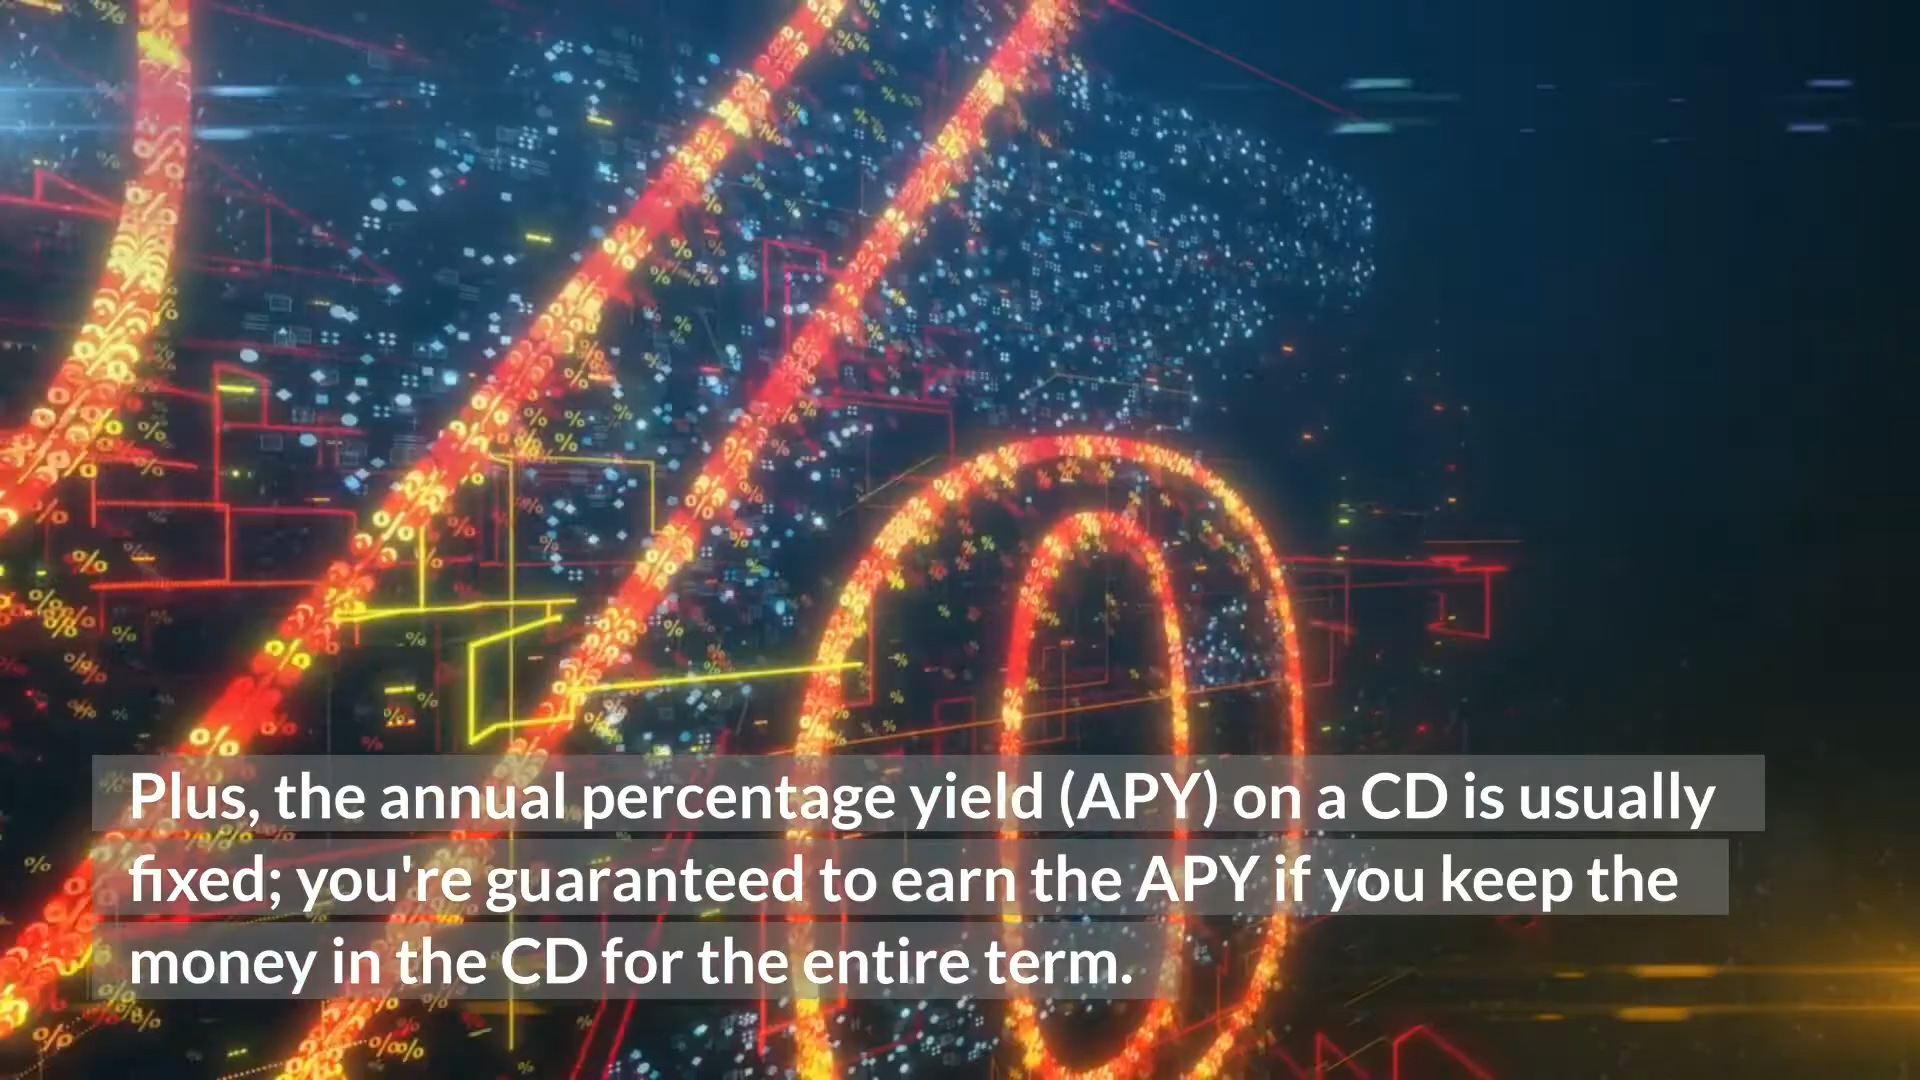 Plus, the annual percentage yield (APY) on a CD is usually
fixed; you're guaranteed to earn the APY if you keep the
money in the CD for the entire term.